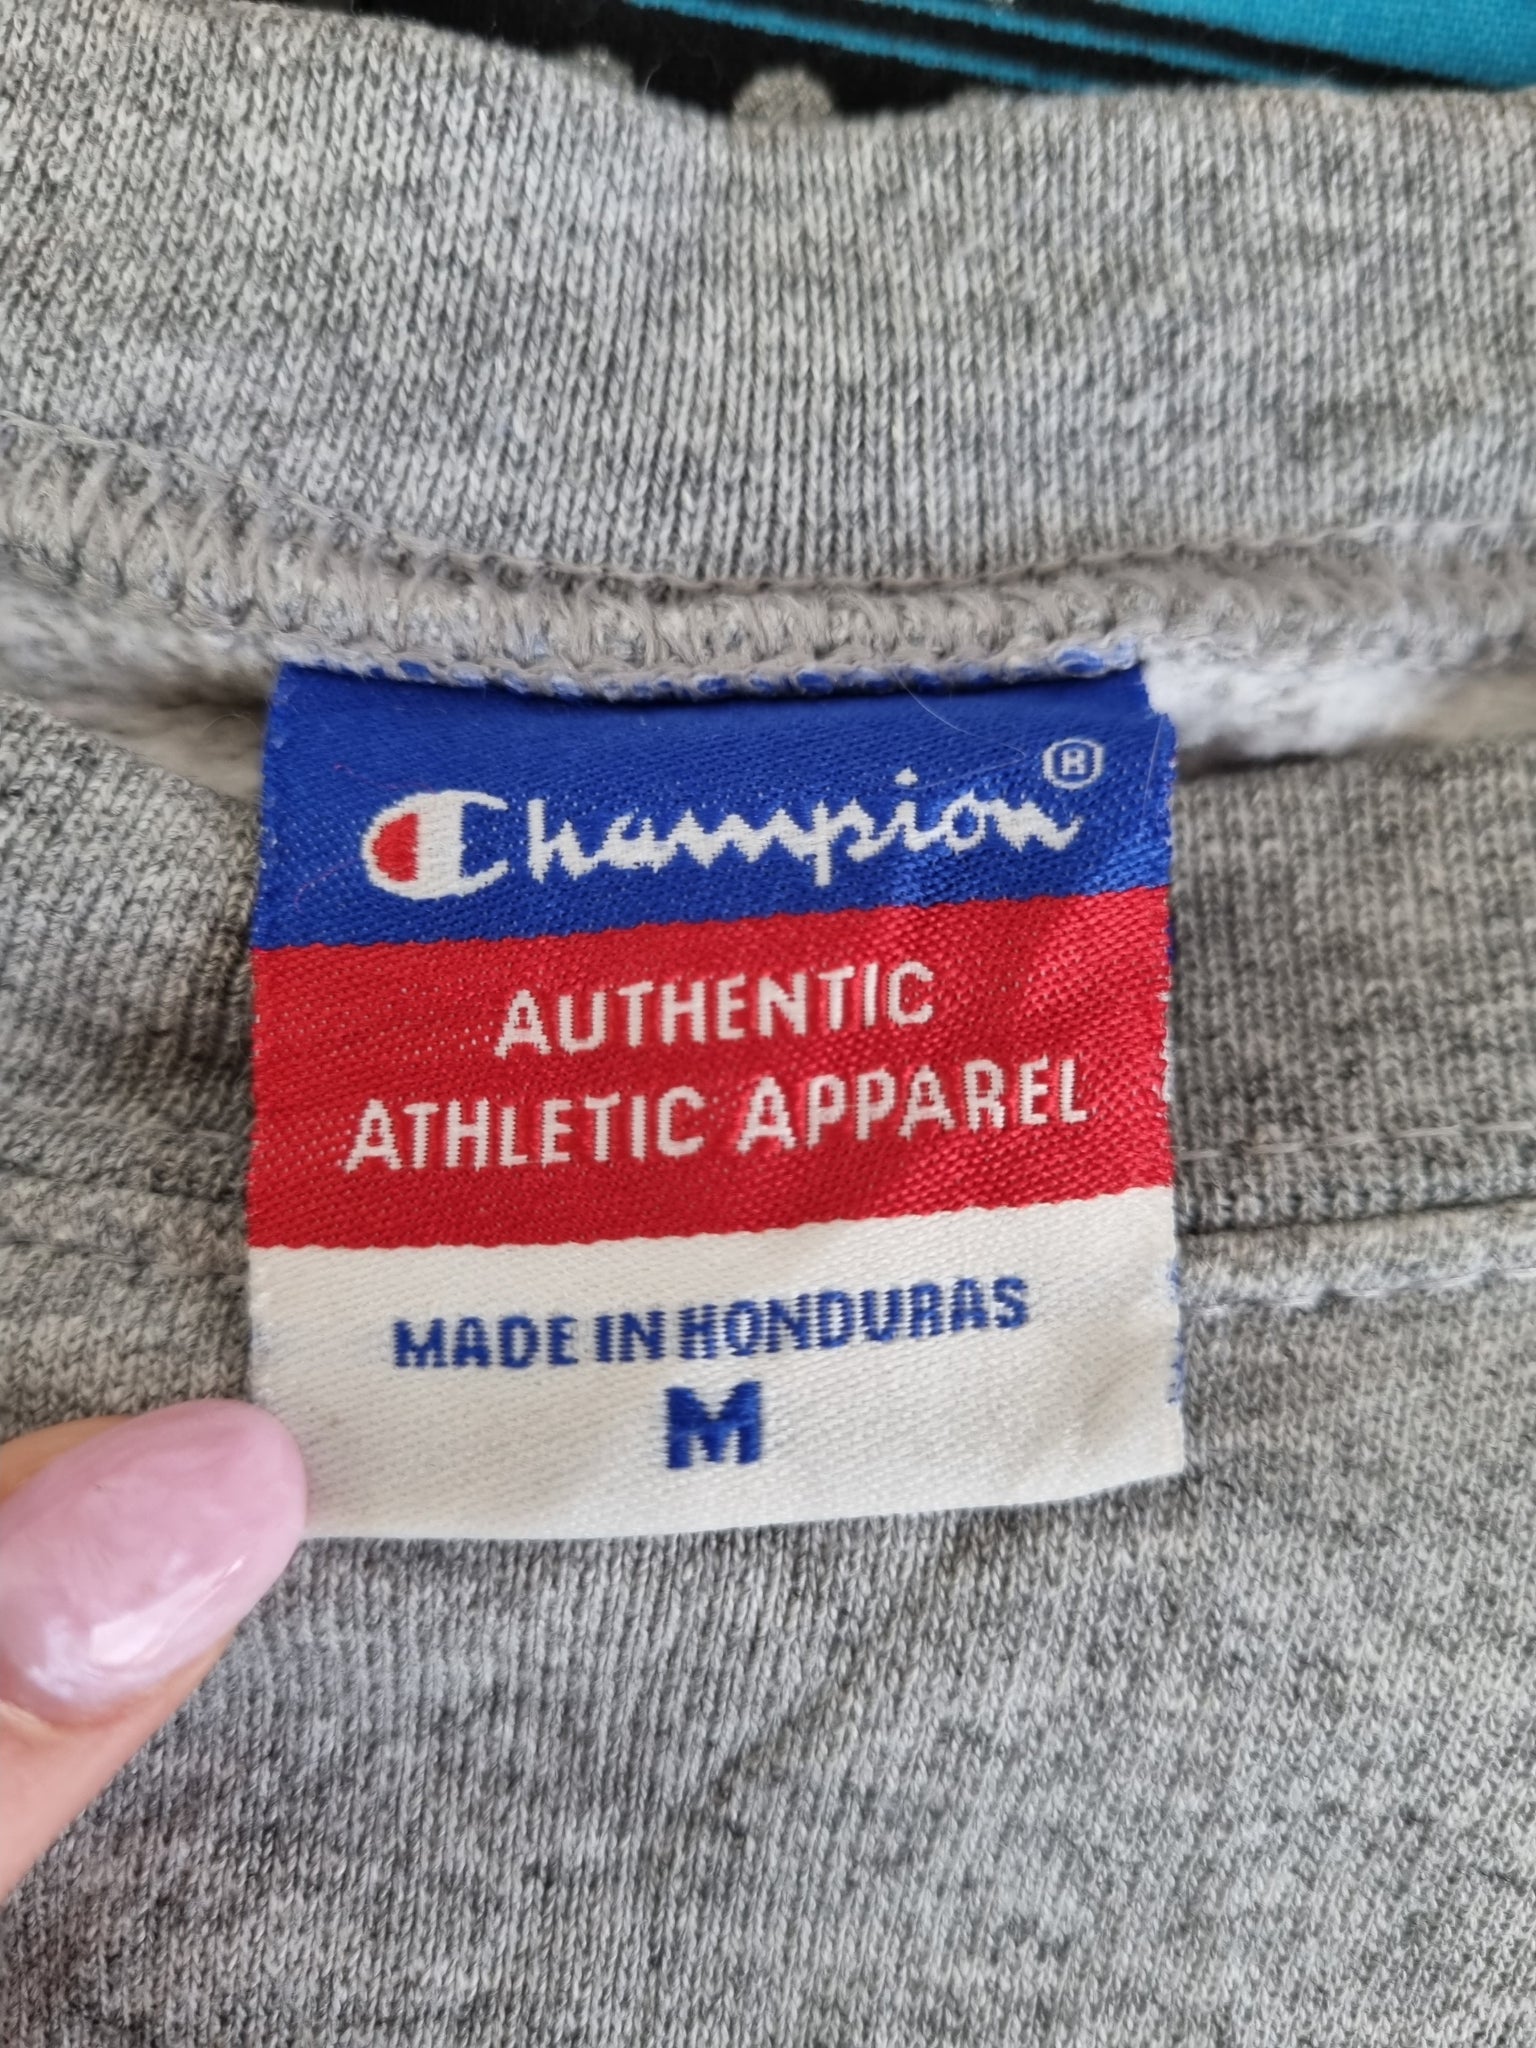 Champion®
AUTHENTIC
ATHLETIC APPAREL
MADE IN HONDURAS
M